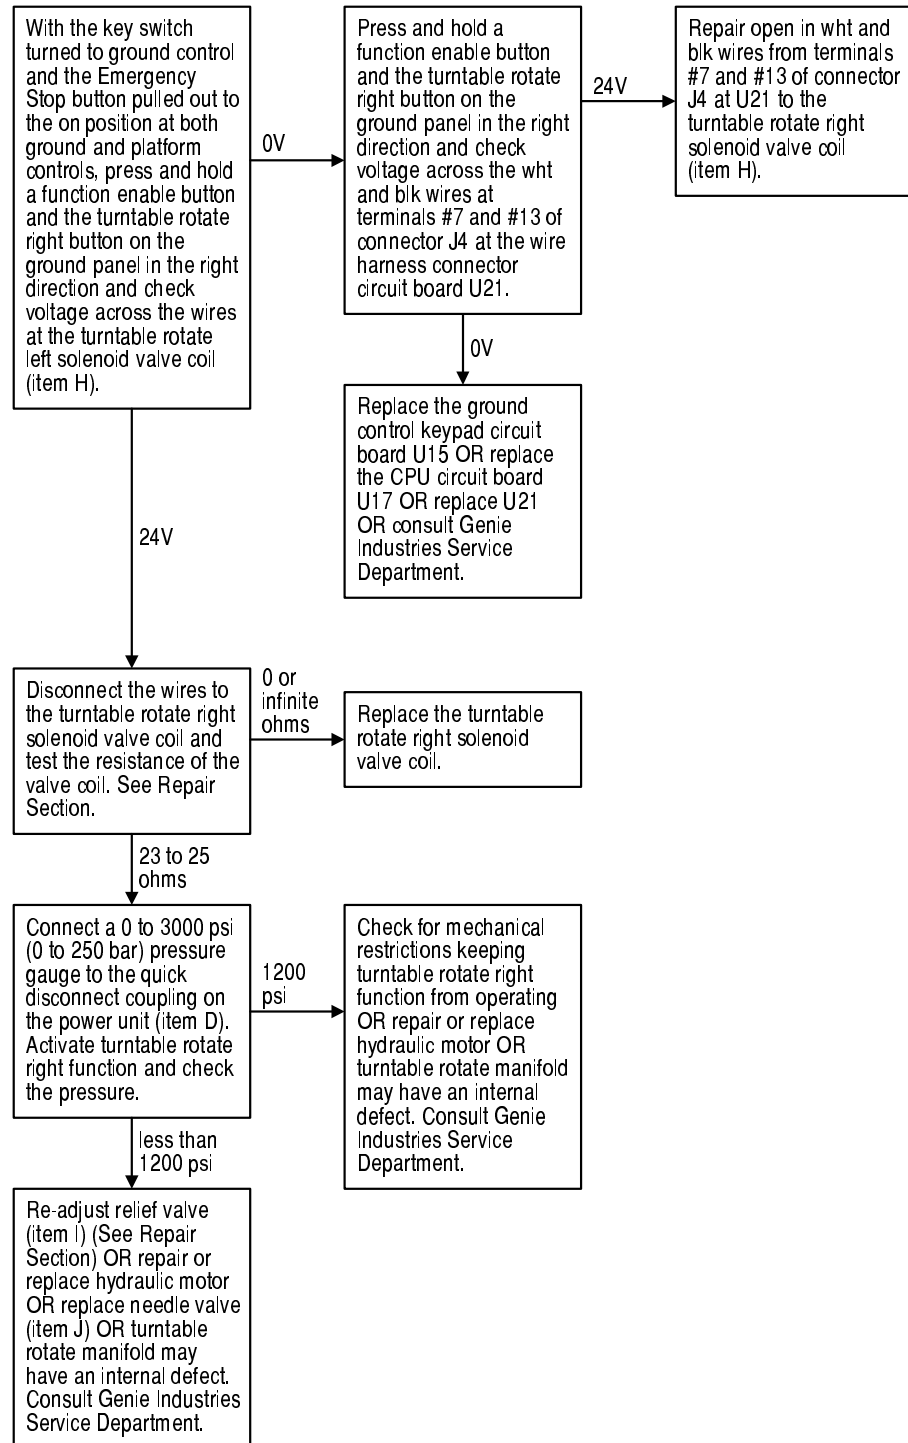 With the key switch
turned to ground control
and the Emergency
Stop button pulled out to
the on position at both
ground and platform
controls, press and hold
a function enable button
and the turntable rotate
right button on the
ground panel in the right
direction and check
voltage across the wires
at the turntable rotate
left solenoid valve coil
(item H).
0V
Press and hold a
function enable button
and the turntable rotate
right button on the
ground panel in the right
direction and check
voltage across the wht
and blk wires at
terminals #7 and #13 of
connector J4 at the wire
harness connector
circuit board U21.
24V
Repair open in wht and
blk wires from terminals
#7 and #13 of connector
J4 at U21 to the
turntable rotate right
solenoid valve coil
(item H).
0V
Replace the ground
control keypad circuit
board U15 OR replace
the CPU circuit board
U17 OR replace U21
OR consult Genie
Industries Service
Department.
24V
Disconnect the wires to
the turntable rotate right
solenoid valve coil and
test the resistance of the
valve coil. See Repair
Section.
0 or
infinite
ohms
Replace the turntable
rotate right solenoid
valve coil.
23 to 25
ohms
Connect a 0 to 3000 psi
(0 to 250 bar) pressure
gauge to the quick
disconnect coupling on
the power unit (item D).
Activate turntable rotate
right function and check
the pressure.
1200
psi
Check for mechanical
restrictions keeping
turntable rotate right
function from operating
OR repair or replace
hydraulic motor OR
turntable rotate manifold
may have an internal
defect. Consult Genie
Industries Service
Department.
less than
1200 psi
Re-adjust relief valve
(item I) (See Repair
Section) OR repair or
replace hydraulic motor
OR replace needle valve
(item J) OR turntable
rotate manifold may
have an internal defect.
Consult Genie Industries
Service Department.